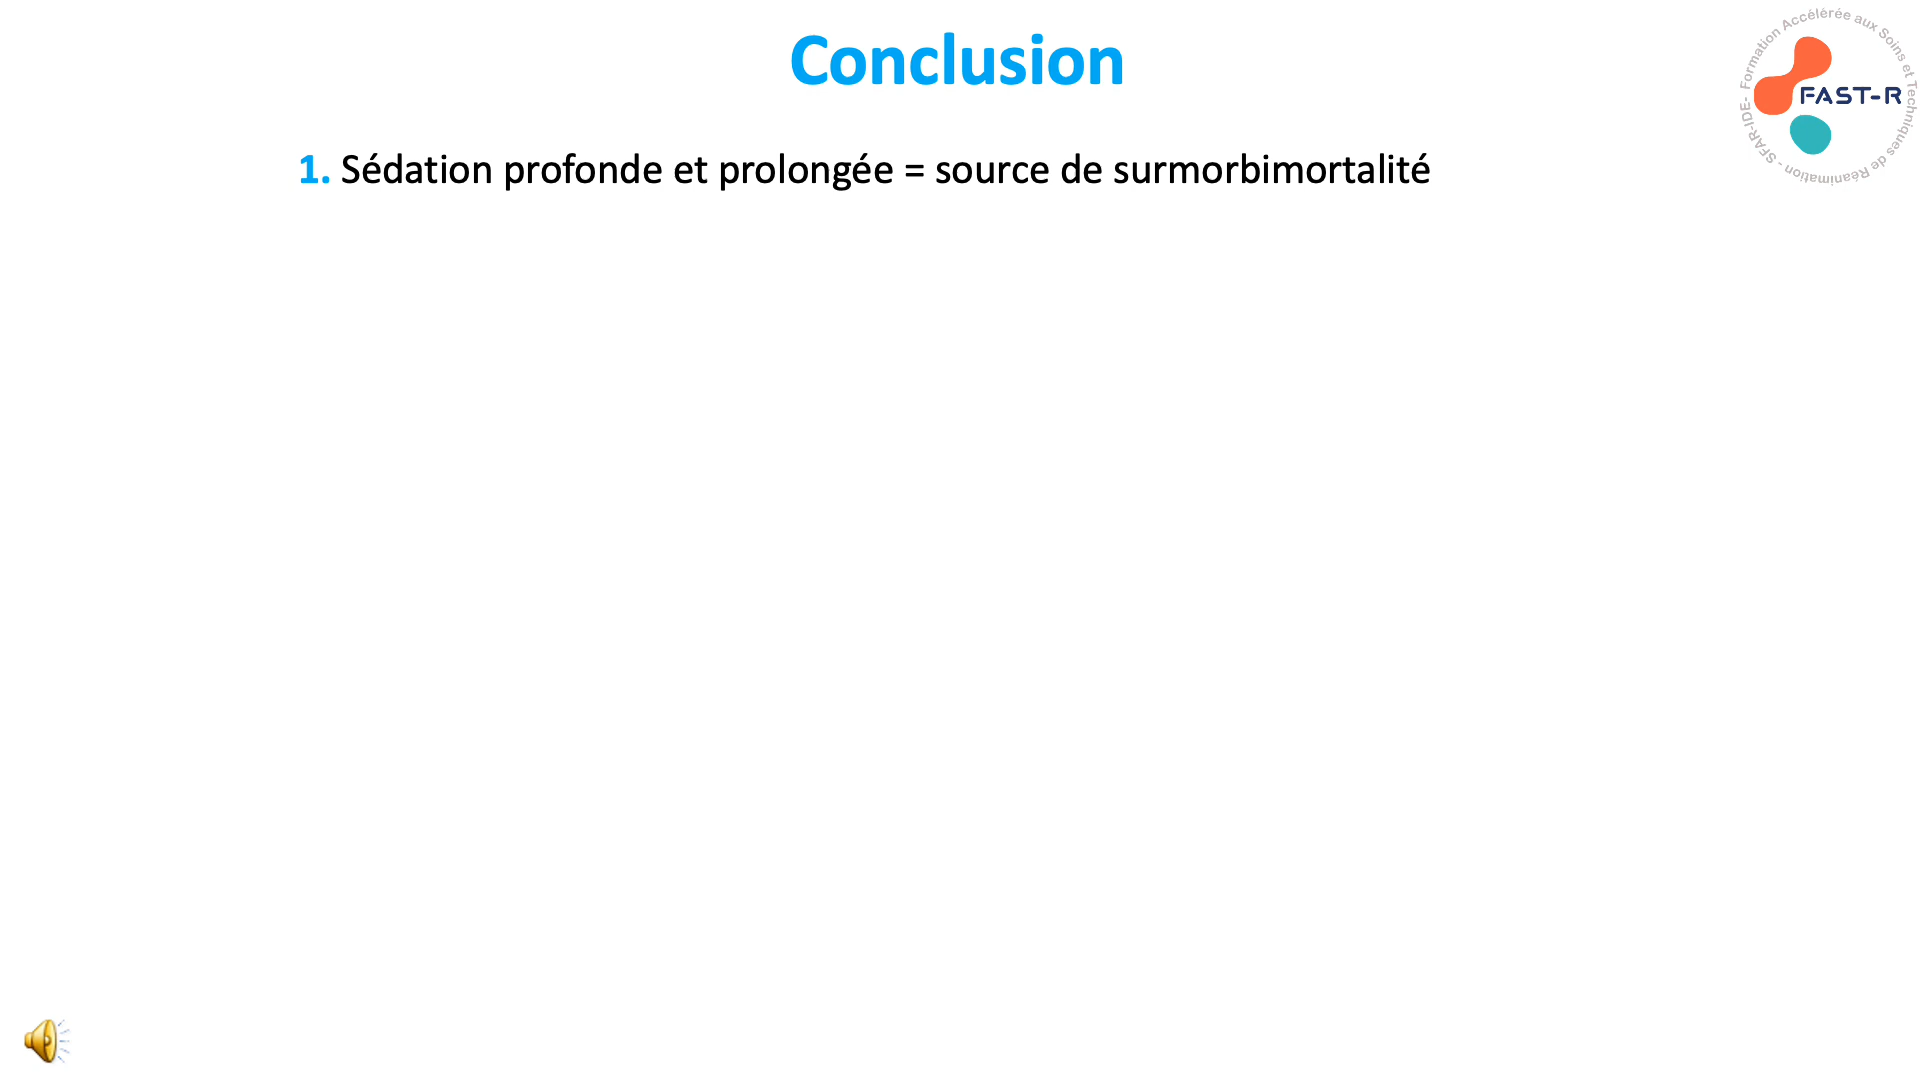 Conclusion
1. Sédation profonde et prolongée = source de surmorbimortalité
Formation Accélérée aux Soins et Techniques de Réanimation - SFAR-IDE-
FAST-R